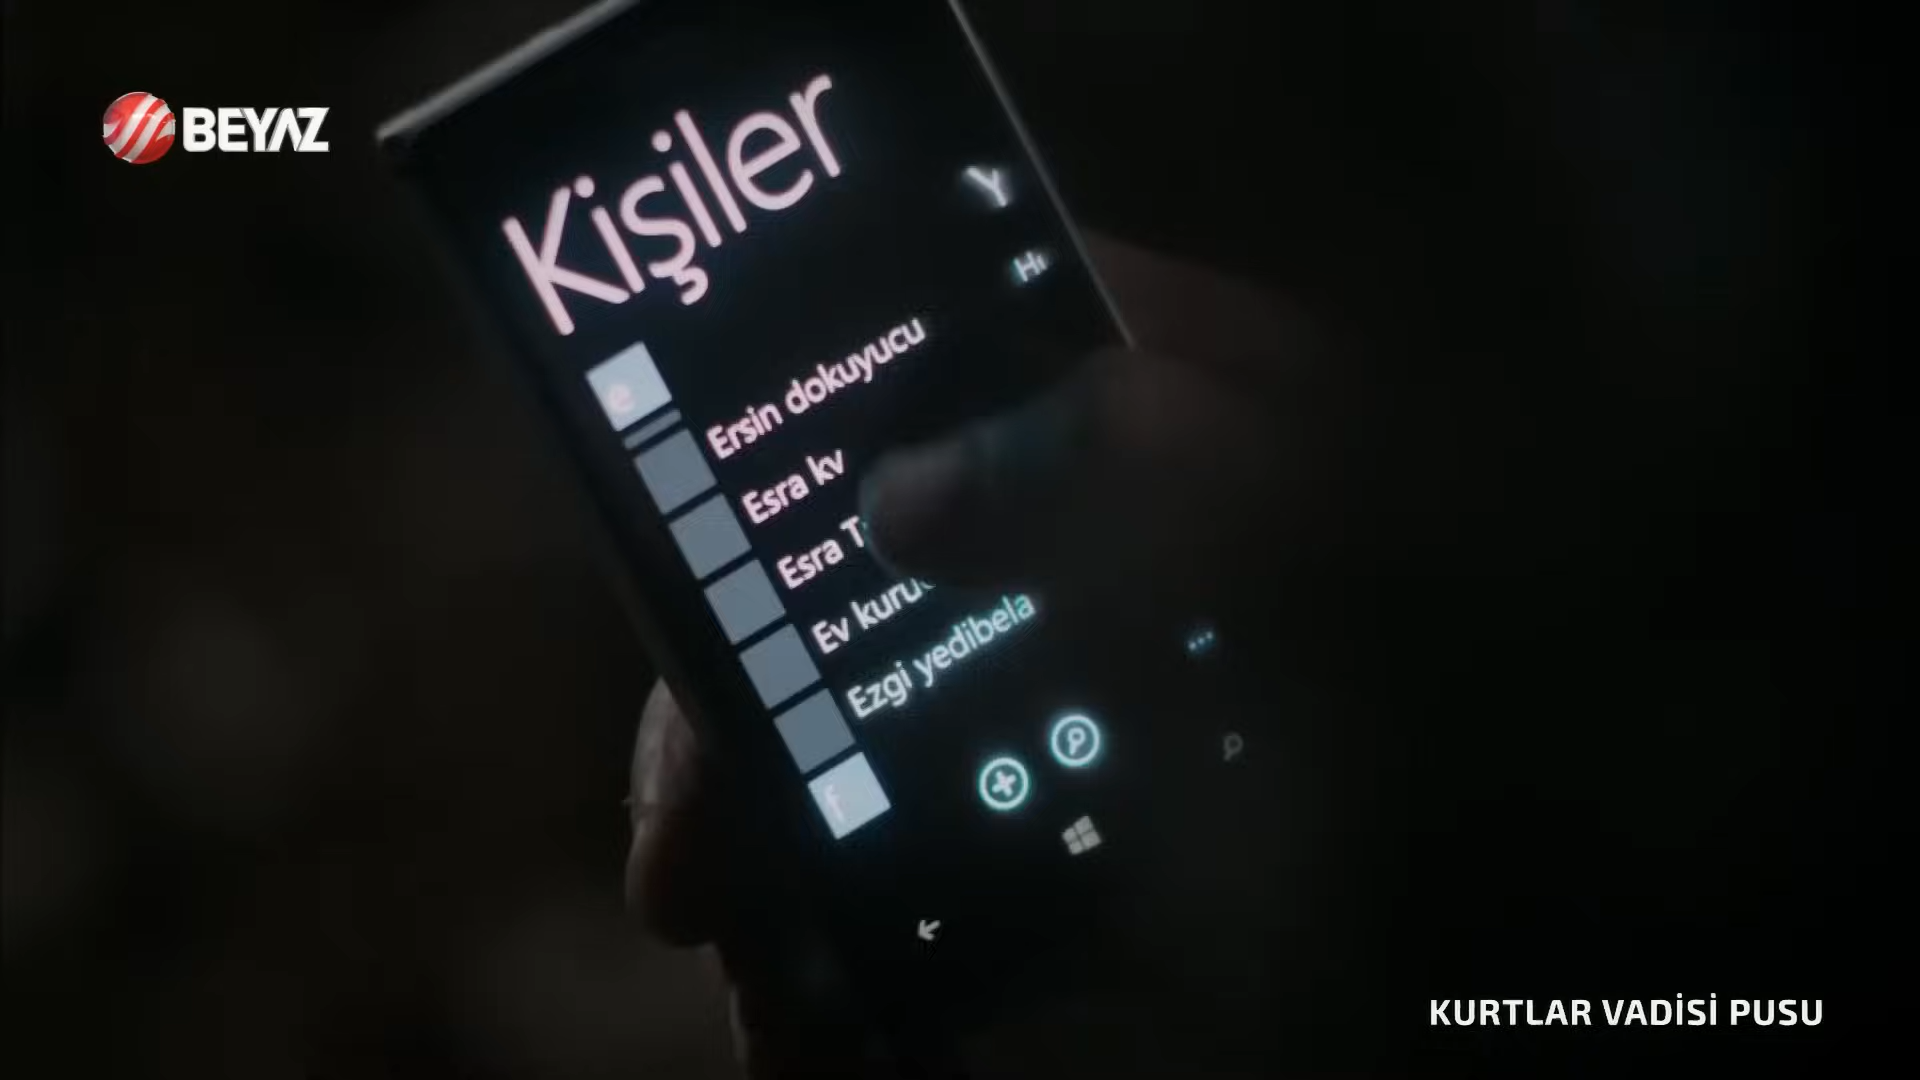 BEYAZ
Kişiler
Y
e
Ersin dokuyucu
Esra kv
Esra
Ev
Ezgi yedibela
f
KURTLAR VADİSİ PUSU